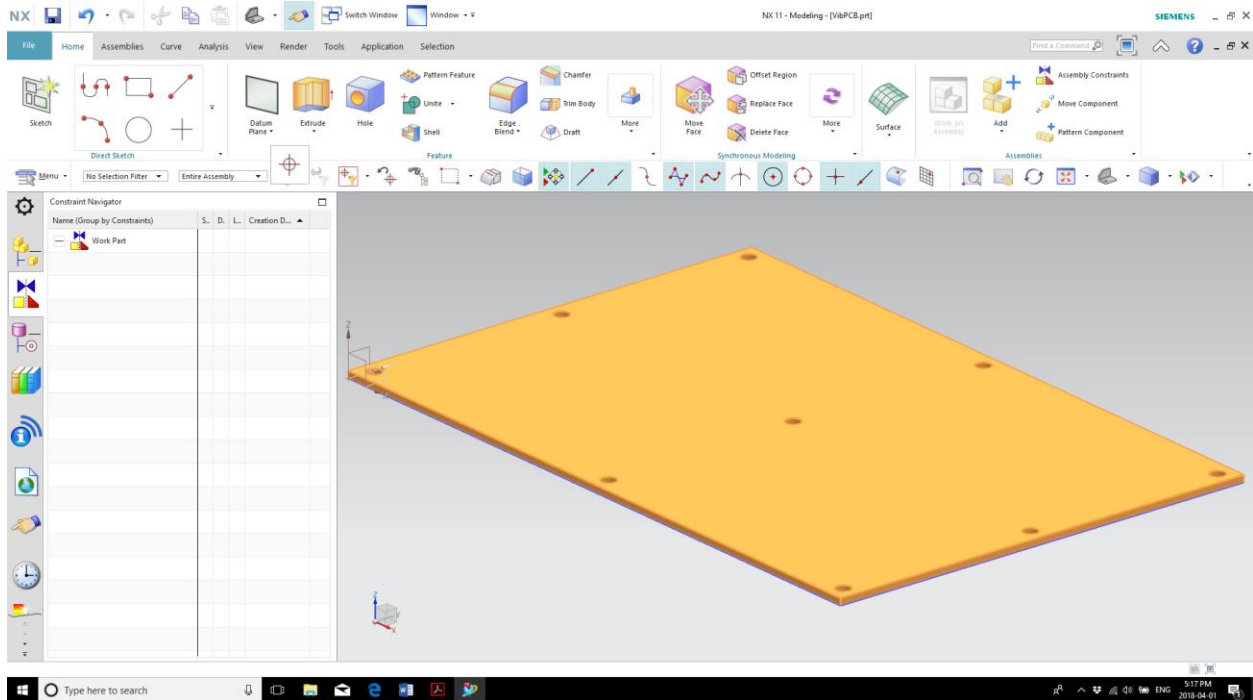 NX Switch Window Window NX 11 - Modeling - [VibPCB.prt] SIEMENS
File Home Assemblies Curve Analysis View Render Tools Application Selection Find a Command
Sketch
Direct Sketch
Datum Plane
Extrude
Hole
Pattern Feature
Unite
Shell
Edge Blend
Chamfer
Trim Body
Draft
More
Feature
Move Face
Offset Region
Replace Face
Delete Face
More
Synchronous Modeling
Surface
Work on Assembly
Add
Assembly Constraints
Move Component
Pattern Component
Assemblies
Menu No Selection Filter Entire Assembly
Constraint Navigator
Name (Group by Constraints) S... D. L... Creation D...
Work Part
Z
Z
Y
X
Type here to search
ENG
5:17 PM
2018-04-01